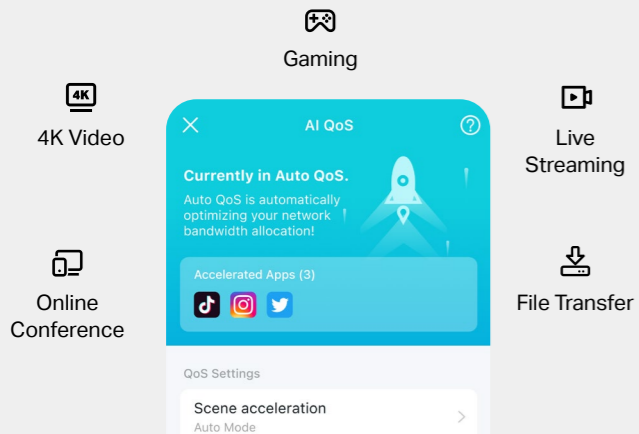 Gaming
4K
4K Video
Live
Streaming
Online
Conference
File Transfer
AI QoS
?
Currently in Auto QoS.
Auto QoS is automatically
optimizing your network
bandwidth allocation!
Accelerated Apps (3)
QoS Settings
Scene acceleration
Auto Mode